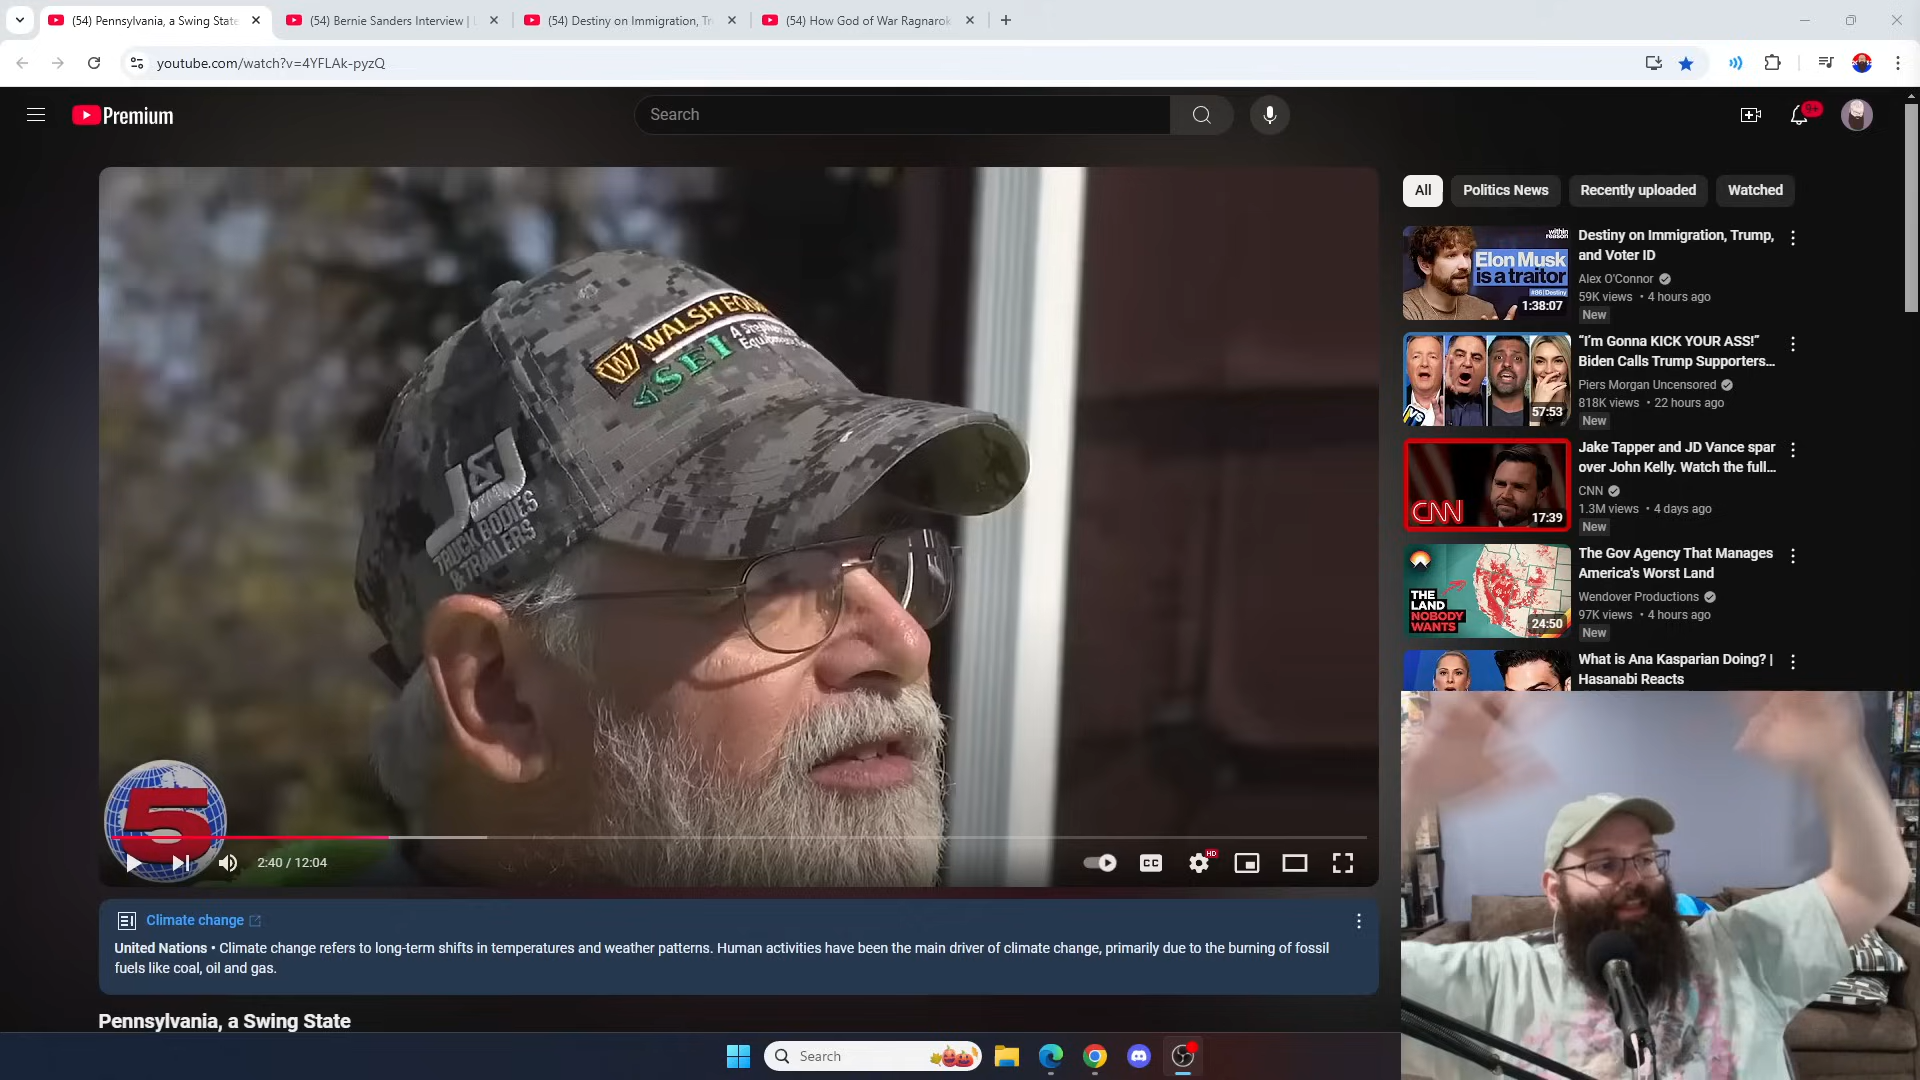 (54) Pennsylvania, a Swing State
(54) Bernie Sanders Interview |
(54) Destiny on Immigration, Tr
(54) How God of War Ragnarok
youtube.com/watch?v=4YFLAk-pyzQ
Premium
Search
9+
All
Politics News
Recently uploaded
Watched
WALSH EQU
SEI
J&J
TRUCK BODIES
& TRAILERS
5
2:40 / 12:04
CC
HD
within
reason
Elon Musk
is a traitor
#86 | Destiny
1:38:07
Destiny on Immigration, Trump,
and Voter ID
Alex O'Connor
59K views • 4 hours ago
New
57:53
"I'm Gonna KICK YOUR ASS!"
Biden Calls Trump Supporters...
Piers Morgan Uncensored
818K views • 22 hours ago
New
CNN
17:39
Jake Tapper and JD Vance spar
over John Kelly. Watch the full...
CNN
1.3M views • 4 days ago
New
THE
LAND
NOBODY
WANTS
24:50
The Gov Agency That Manages
America's Worst Land
Wendover Productions
97K views • 4 hours ago
New
What is Ana Kasparian Doing? |
Hasanabi Reacts
Climate change
United Nations • Climate change refers to long-term shifts in temperatures and weather patterns. Human activities have been the main driver of climate change, primarily due to the burning of fossil
fuels like coal, oil and gas.
Pennsylvania, a Swing State
Search